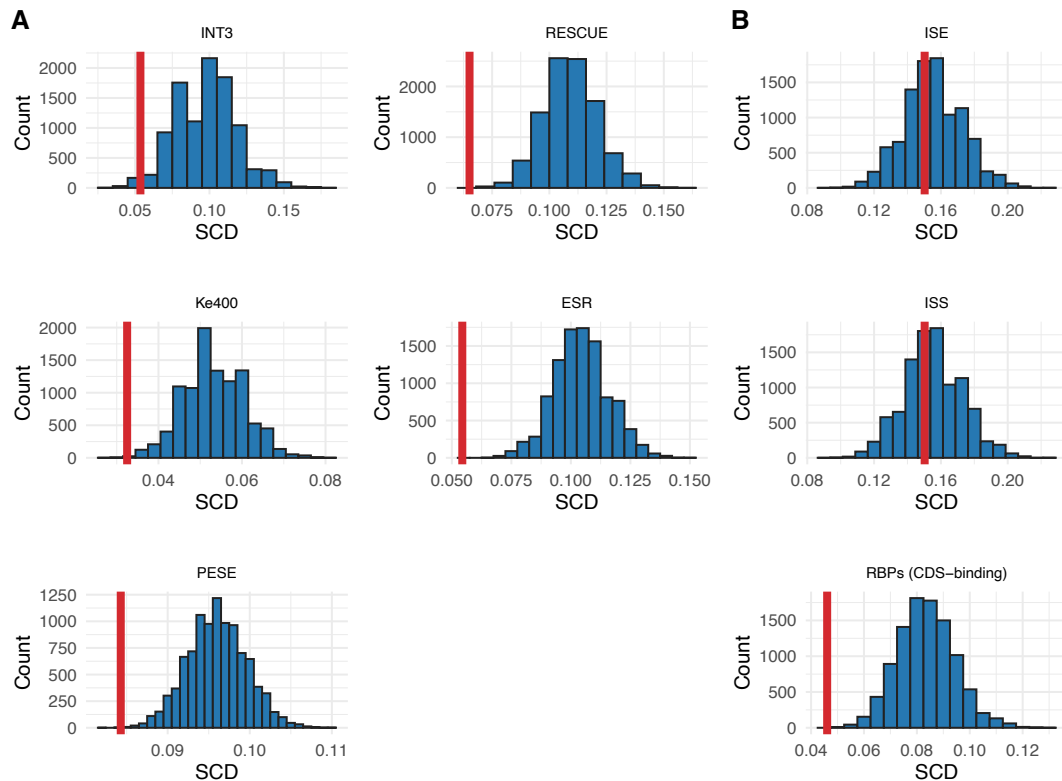 A
INT3
Count
2000
1500
1000
500
0
0.05 0.10 0.15
SCD
RESCUE
Count
2000
1000
0
0.075 0.100 0.125 0.150
SCD
B
ISE
Count
1500
1000
500
0
0.08 0.12 0.16 0.20
SCD
Ke400
Count
2000
1500
1000
500
0
0.04 0.06 0.08
SCD
ESR
Count
1500
1000
500
0
0.050 0.075 0.100 0.125 0.150
SCD
ISS
Count
1500
1000
500
0
0.08 0.12 0.16 0.20
SCD
PESE
Count
1250
1000
750
500
250
0
0.09 0.10 0.11
SCD
RBPs (CDS−binding)
Count
1500
1000
500
0
0.04 0.06 0.08 0.10 0.12
SCD